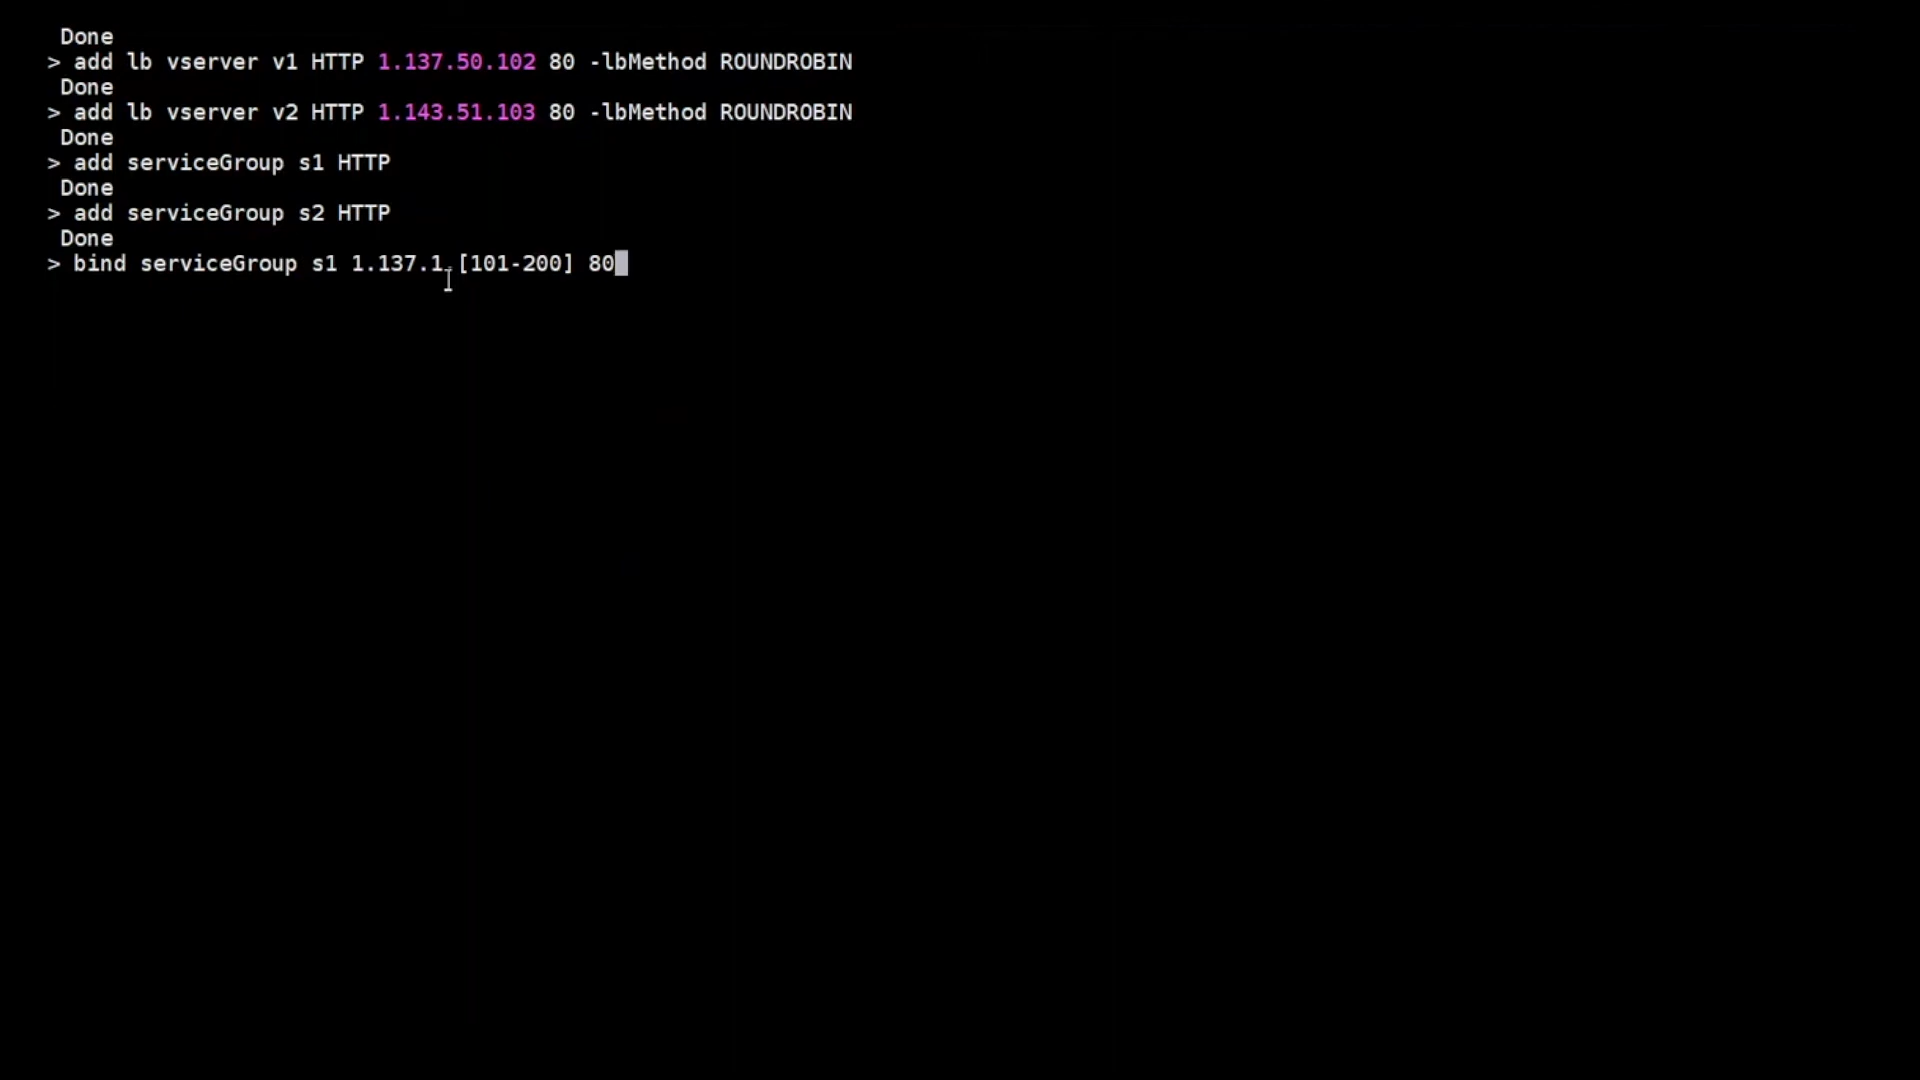 Done
> add lb vserver v1 HTTP 1.137.50.102 80 -lbMethod ROUNDROBIN
Done
> add lb vserver v2 HTTP 1.143.51.103 80 -lbMethod ROUNDROBIN
Done
> add serviceGroup s1 HTTP
Done
> add serviceGroup s2 HTTP
Done
> bind serviceGroup s1 1.137.1.[101-200] 80